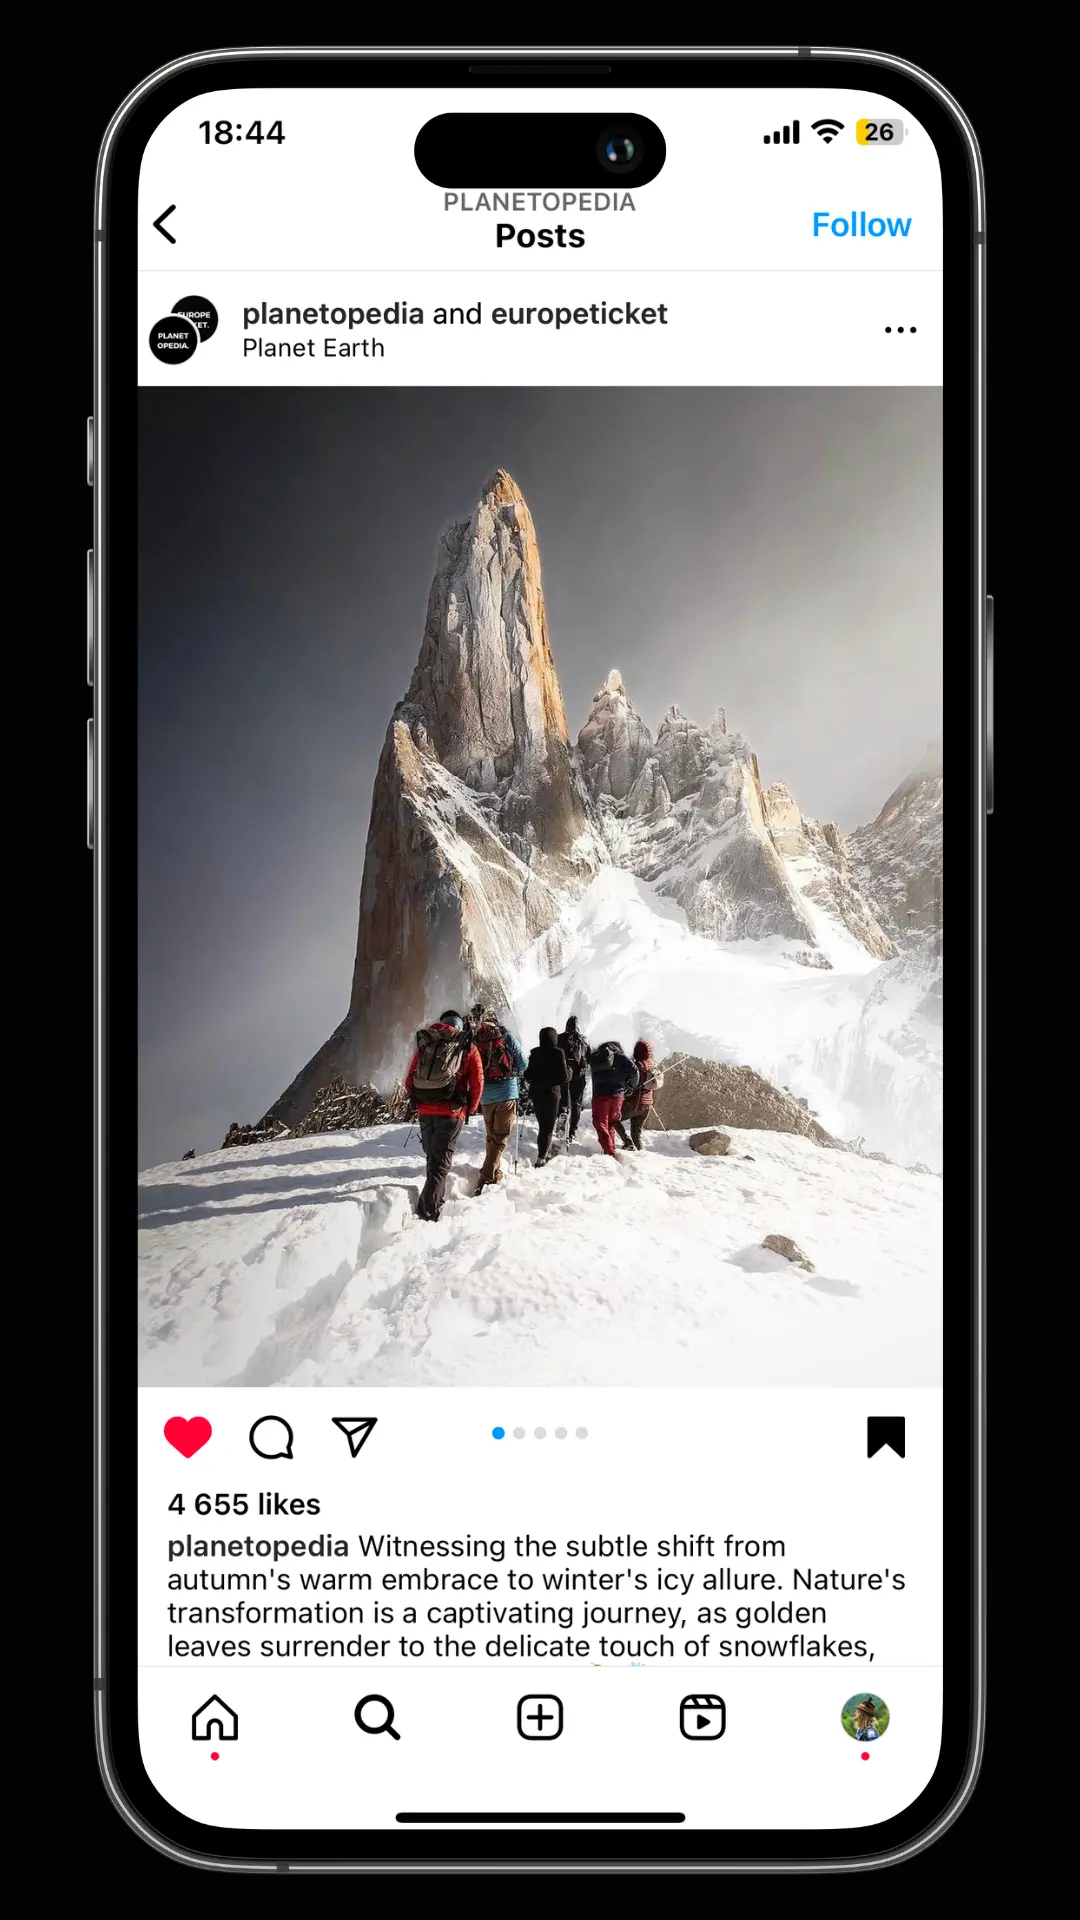 18:44
26
PLANETOPEDIA
Posts
Follow
EUROPE
KET.
PLANET
OPEDIA.
planetopedia and europeticket
Planet Earth
4 655 likes
planetopedia Witnessing the subtle shift from
autumn's warm embrace to winter's icy allure. Nature's
transformation is a captivating journey, as golden
leaves surrender to the delicate touch of snowflakes,